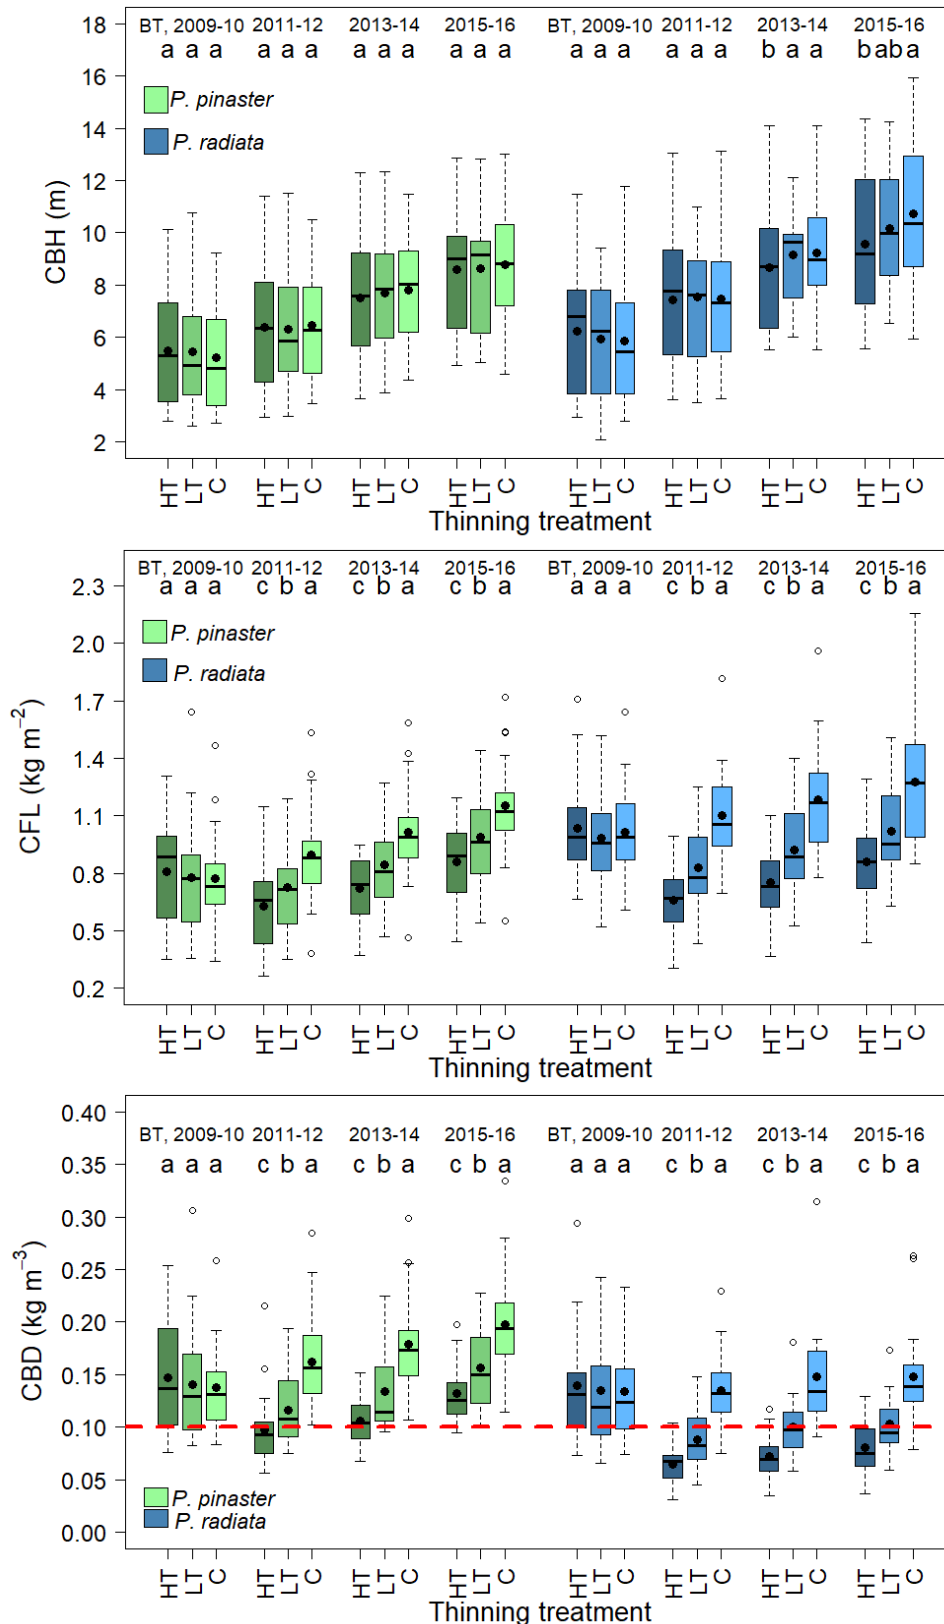 BT, 2009-10 2011-12 2013-14 2015-16 BT, 2009-10 2011-12 2013-14 2015-16
a a a a a a a a a a a a a a a a a a b a a b ab a
18
16
14
12
10
8
6
4
2
CBH (m)
P. pinaster
P. radiata
HT LT C HT LT C HT LT C HT LT C HT LT C HT LT C HT LT C HT LT C
Thinning treatment
BT, 2009-10 2011-12 2013-14 2015-16 BT, 2009-10 2011-12 2013-14 2015-16
a a a c b a c b a c b a a a a c b a c b a c b a
2.3
2.0
1.7
1.4
1.1
0.8
0.5
0.2
CFL (kg m−2)
P. pinaster
P. radiata
HT LT C HT LT C HT LT C HT LT C HT LT C HT LT C HT LT C HT LT C
Thinning treatment
BT, 2009-10 2011-12 2013-14 2015-16 BT, 2009-10 2011-12 2013-14 2015-16
a a a c b a c b a c b a a a a c b a c b a c b a
0.40
0.35
0.30
0.25
0.20
0.15
0.10
0.05
0.00
CBD (kg m−3)
P. pinaster
P. radiata
HT LT C HT LT C HT LT C HT LT C HT LT C HT LT C HT LT C HT LT C
Thinning treatment